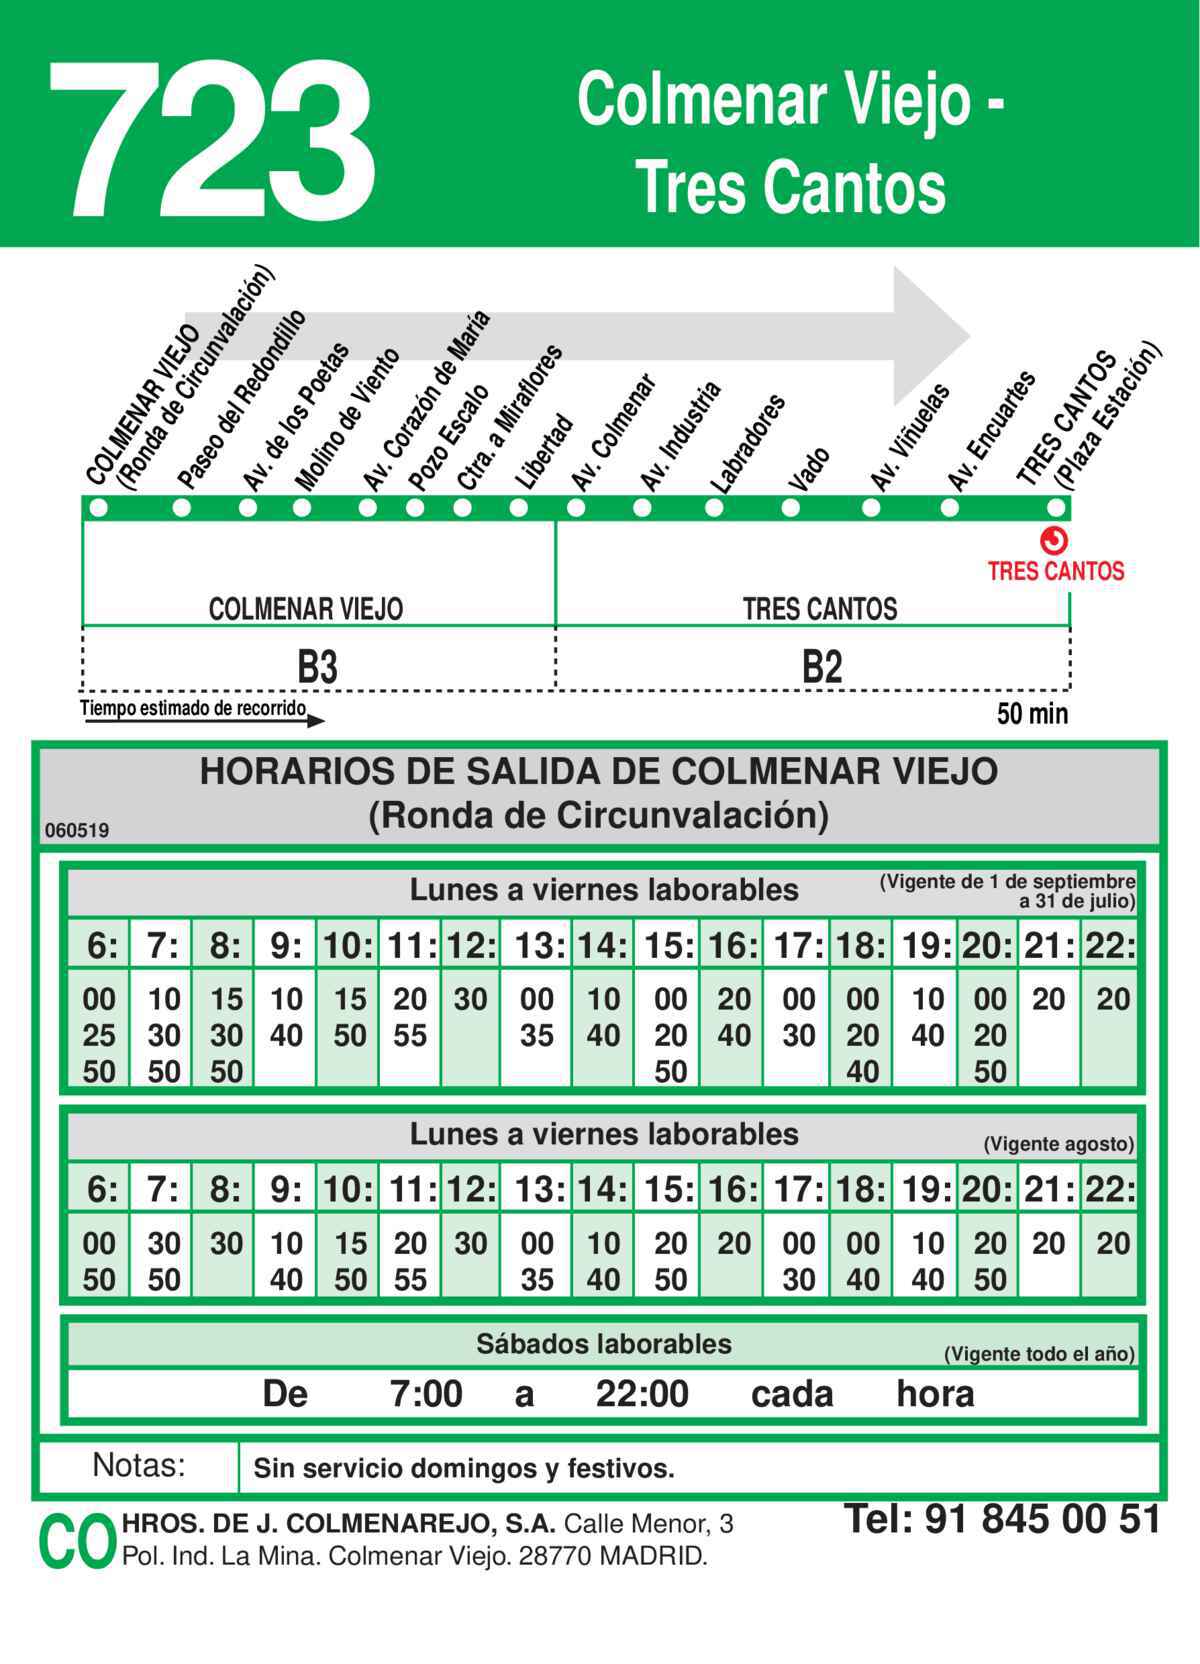 723
Colmenar Viejo -
Tres Cantos
COLMENAR VIEJO
(Ronda de Circunvalación)
Paseo del Redondillo
Av. de los Poetas
Molino de Viento
Av. Corazón de María
Pozo Escalo
Ctra. a Miraflores
Libertad
Av. Colmenar
Av. Industria
Labradores
Vado
Av. Viñuelas
Av. Encuartes
TRES CANTOS
(Plaza Estación)
TRES CANTOS
COLMENAR VIEJO TRES CANTOS
B3 B2
Tiempo estimado de recorrido 50 min
HORARIOS DE SALIDA DE COLMENAR VIEJO
(Ronda de Circunvalación)
060519
Lunes a viernes laborables (Vigente de 1 de septiembre
a 31 de julio)
6: 7: 8: 9: 10: 11: 12: 13: 14: 15: 16: 17: 18: 19: 20: 21: 22:
00 10 15 10 15 20 30 00 10 00 20 00 00 10 00 20 20
25 30 30 40 50 55 35 40 20 40 30 20 40 20
50 50 50 50 40 50
Lunes a viernes laborables (Vigente agosto)
6: 7: 8: 9: 10: 11: 12: 13: 14: 15: 16: 17: 18: 19: 20: 21: 22:
00 30 30 10 15 20 30 00 10 20 20 00 00 10 20 20 20
50 50 40 50 55 35 40 50 30 40 40 50
Sábados laborables (Vigente todo el año)
De 7:00 a 22:00 cada hora
Notas: Sin servicio domingos y festivos.
CO HROS. DE J. COLMENAREJO, S.A. Calle Menor, 3 Tel: 91 845 00 51
Pol. Ind. La Mina. Colmenar Viejo. 28770 MADRID.